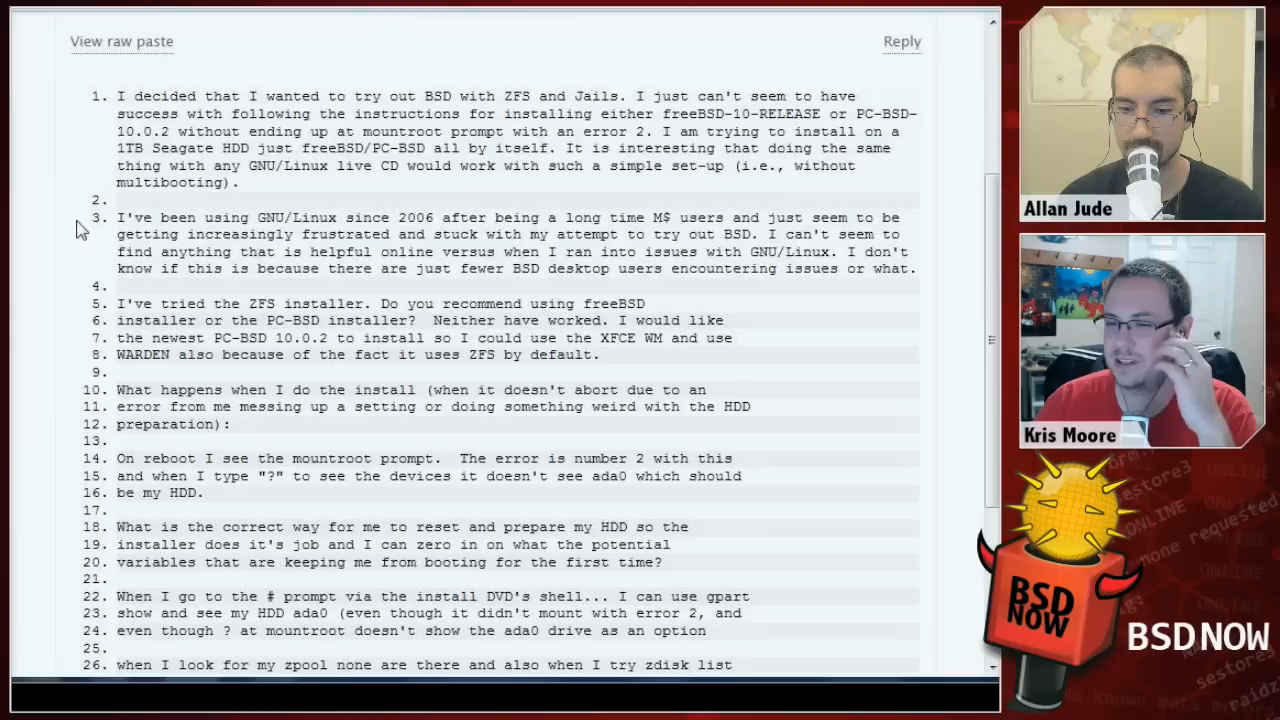 View raw paste
Reply
1. I decided that I wanted to try out BSD with ZFS and Jails. I just can't seem to have
success with following the instructions for installing either freeBSD-10-RELEASE or PC-BSD-
10.0.2 without ending up at mountroot prompt with an error 2. I am trying to install on a
1TB Seagate HDD just freeBSD/PC-BSD all by itself. It is interesting that doing the same
thing with any GNU/Linux live CD would work with such a simple set-up (i.e., without
multibooting).
2.
3. I've been using GNU/Linux since 2006 after being a long time M$ users and just seem to be
getting increasingly frustrated and stuck with my attempt to try out BSD. I can't seem to
find anything that is helpful online versus when I ran into issues with GNU/Linux. I don't
know if this is because there are just fewer BSD desktop users encountering issues or what.
4.
5. I've tried the ZFS installer. Do you recommend using freeBSD
6. installer or the PC-BSD installer?  Neither have worked. I would like
7. the newest PC-BSD 10.0.2 to install so I could use the XFCE WM and use
8. WARDEN also because of the fact it uses ZFS by default.
9.
10. What happens when I do the install (when it doesn't abort due to an
11. error from me messing up a setting or doing something weird with the HDD
12. preparation):
13.
14. On reboot I see the mountroot prompt.  The error is number 2 with this
15. and when I type "?" to see the devices it doesn't see ada0 which should
16. be my HDD.
17.
18. What is the correct way for me to reset and prepare my HDD so the
19. installer does it's job and I can zero in on what the potential
20. variables that are keeping me from booting for the first time?
21.
22. When I go to the # prompt via the install DVD's shell... I can use gpart
23. show and see my HDD ada0 (even though it didn't mount with error 2, and
24. even though ? at mountroot doesn't show the ada0 drive as an option
25.
26. when I look for my zpool none are there and also when I try zdisk list
Allan Jude
Kris Moore
BSD
NOW
BSD NOW